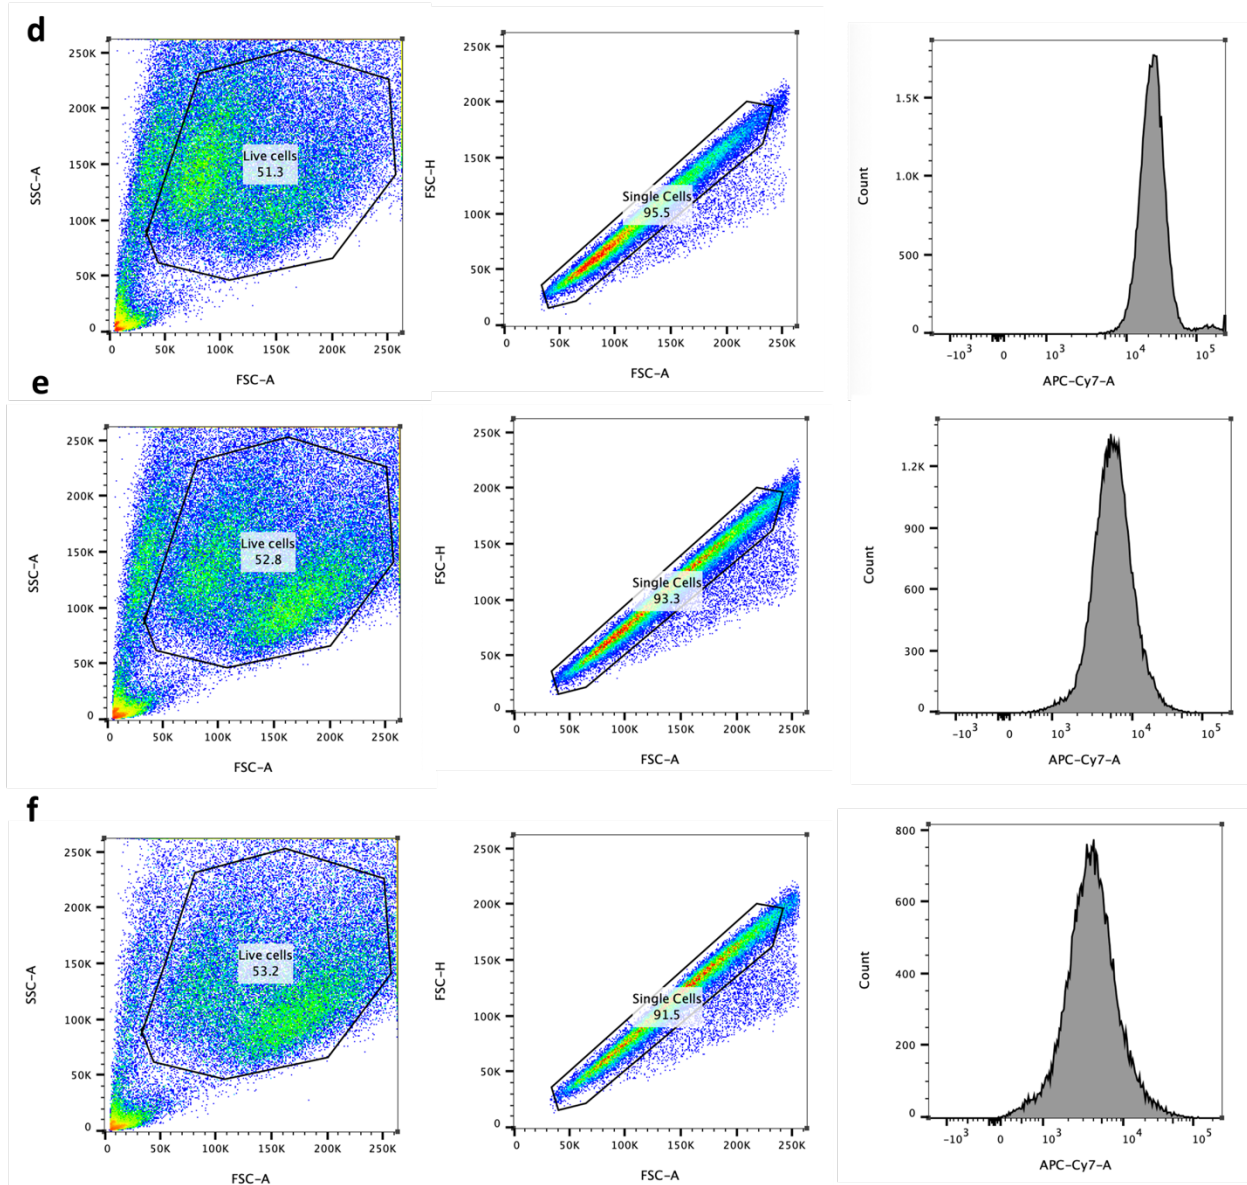 d
250K
200K
150K
100K
50K
0
SSC-A
Live cells
51.3
0 50K 100K 150K 200K 250K
FSC-A
250K
200K
150K
100K
50K
0
FSC-H
Single Cells
95.5
0 50K 100K 150K 200K 250K
FSC-A
1.5K
1.0K
500
0
Count
-10³ 0 10³ 10⁴ 10⁵
APC-Cy7-A
e
250K
200K
150K
100K
50K
0
SSC-A
Live cells
52.8
0 50K 100K 150K 200K 250K
FSC-A
250K
200K
150K
100K
50K
0
FSC-H
Single Cells
93.3
0 50K 100K 150K 200K 250K
FSC-A
1.2K
900
600
300
0
Count
-10³ 0 10³ 10⁴ 10⁵
APC-Cy7-A
f
250K
200K
150K
100K
50K
0
SSC-A
Live cells
53.2
0 50K 100K 150K 200K 250K
FSC-A
250K
200K
150K
100K
50K
0
FSC-H
Single Cells
91.5
0 50K 100K 150K 200K 250K
FSC-A
800
600
400
200
0
Count
-10³ 0 10³ 10⁴ 10⁵
APC-Cy7-A